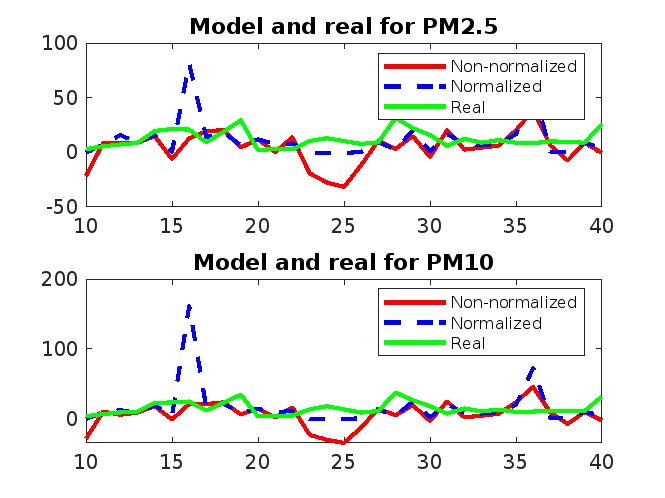 Model and real for PM2.5
100
50
0
-50
Non-normalized
Normalized
Real
10 15 20 25 30 35 40
Model and real for PM10
200
100
0
Non-normalized
Normalized
Real
10 15 20 25 30 35 40